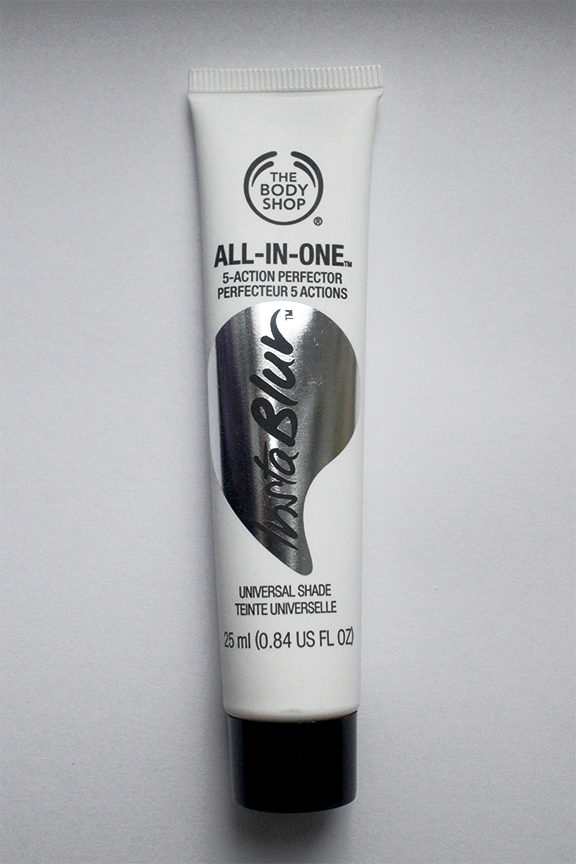 THE
BODY
SHOP®
ALL-IN-ONE™
5-ACTION PERFECTOR
PERFECTEUR 5 ACTIONS
InstaBlur™
UNIVERSAL SHADE
TEINTE UNIVERSELLE
25 ml (0.84 US FL OZ)